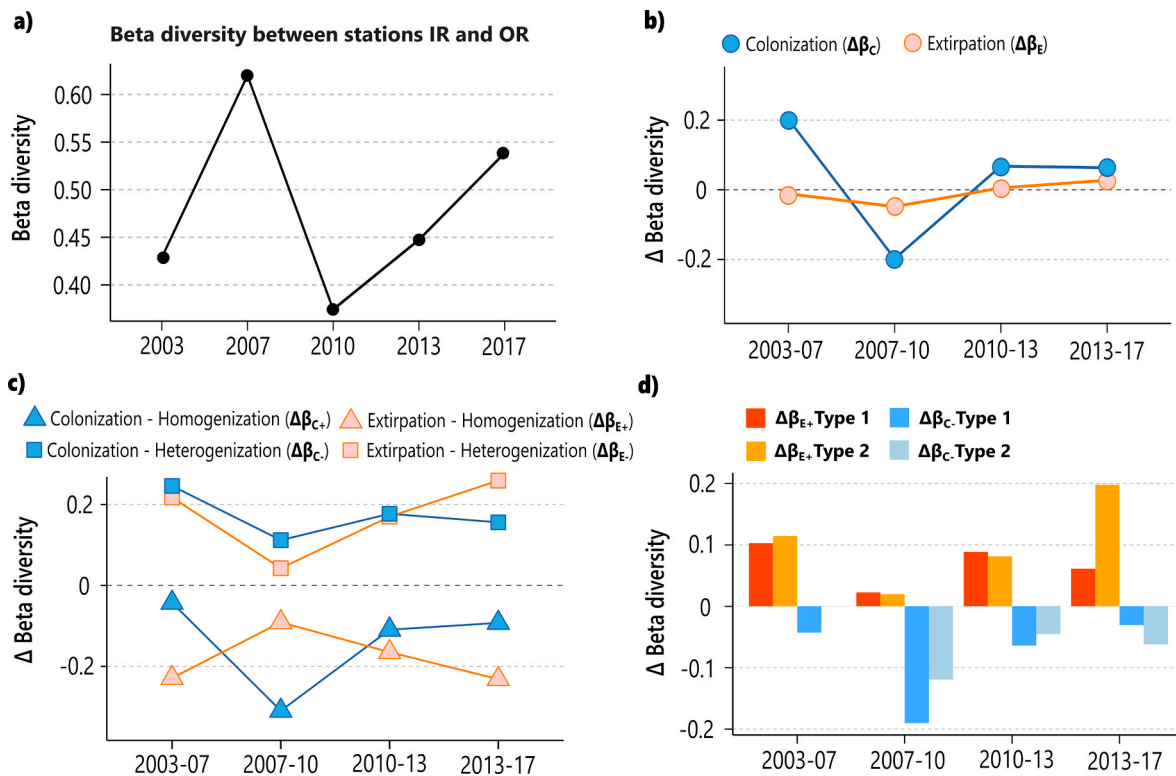 a)
Beta diversity between stations IR and OR
Beta diversity
0.60
0.55
0.50
0.45
0.40
2003 2007 2010 2013 2017
b)
Colonization (ΔβC) Extirpation (ΔβE)
Δ Beta diversity
0.2
0
-0.2
2003-07 2007-10 2010-13 2013-17
c)
Colonization - Homogenization (ΔβC+) Extirpation - Homogenization (ΔβE+)
Colonization - Heterogenization (ΔβC-) Extirpation - Heterogenization (ΔβE-)
Δ Beta diversity
0.2
0
-0.2
2003-07 2007-10 2010-13 2013-17
d)
ΔβE+Type 1 ΔβC-Type 1
ΔβE+Type 2 ΔβC-Type 2
Δ Beta diversity
0.2
0.1
0
-0.1
-0.2
2003-07 2007-10 2010-13 2013-17